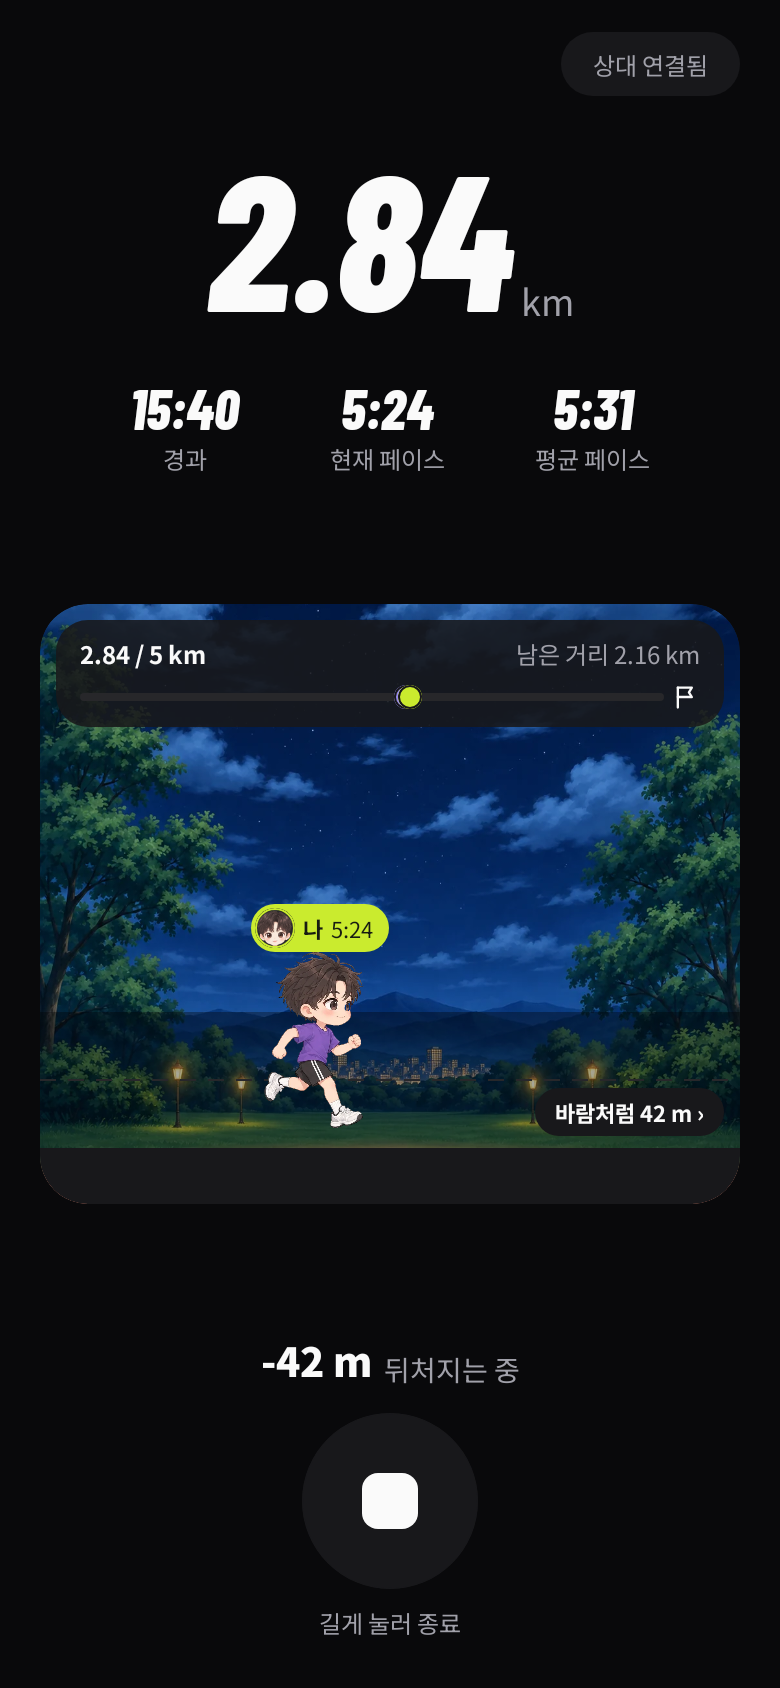 상대 연결됨
2.84 km
15:40 5:24 5:31
경과 현재 페이스 평균 페이스
2.84 / 5 km 남은 거리 2.16 km
나 5:24
바람처럼 42 m ›
-42 m 뒤처지는 중
길게 눌러 종료